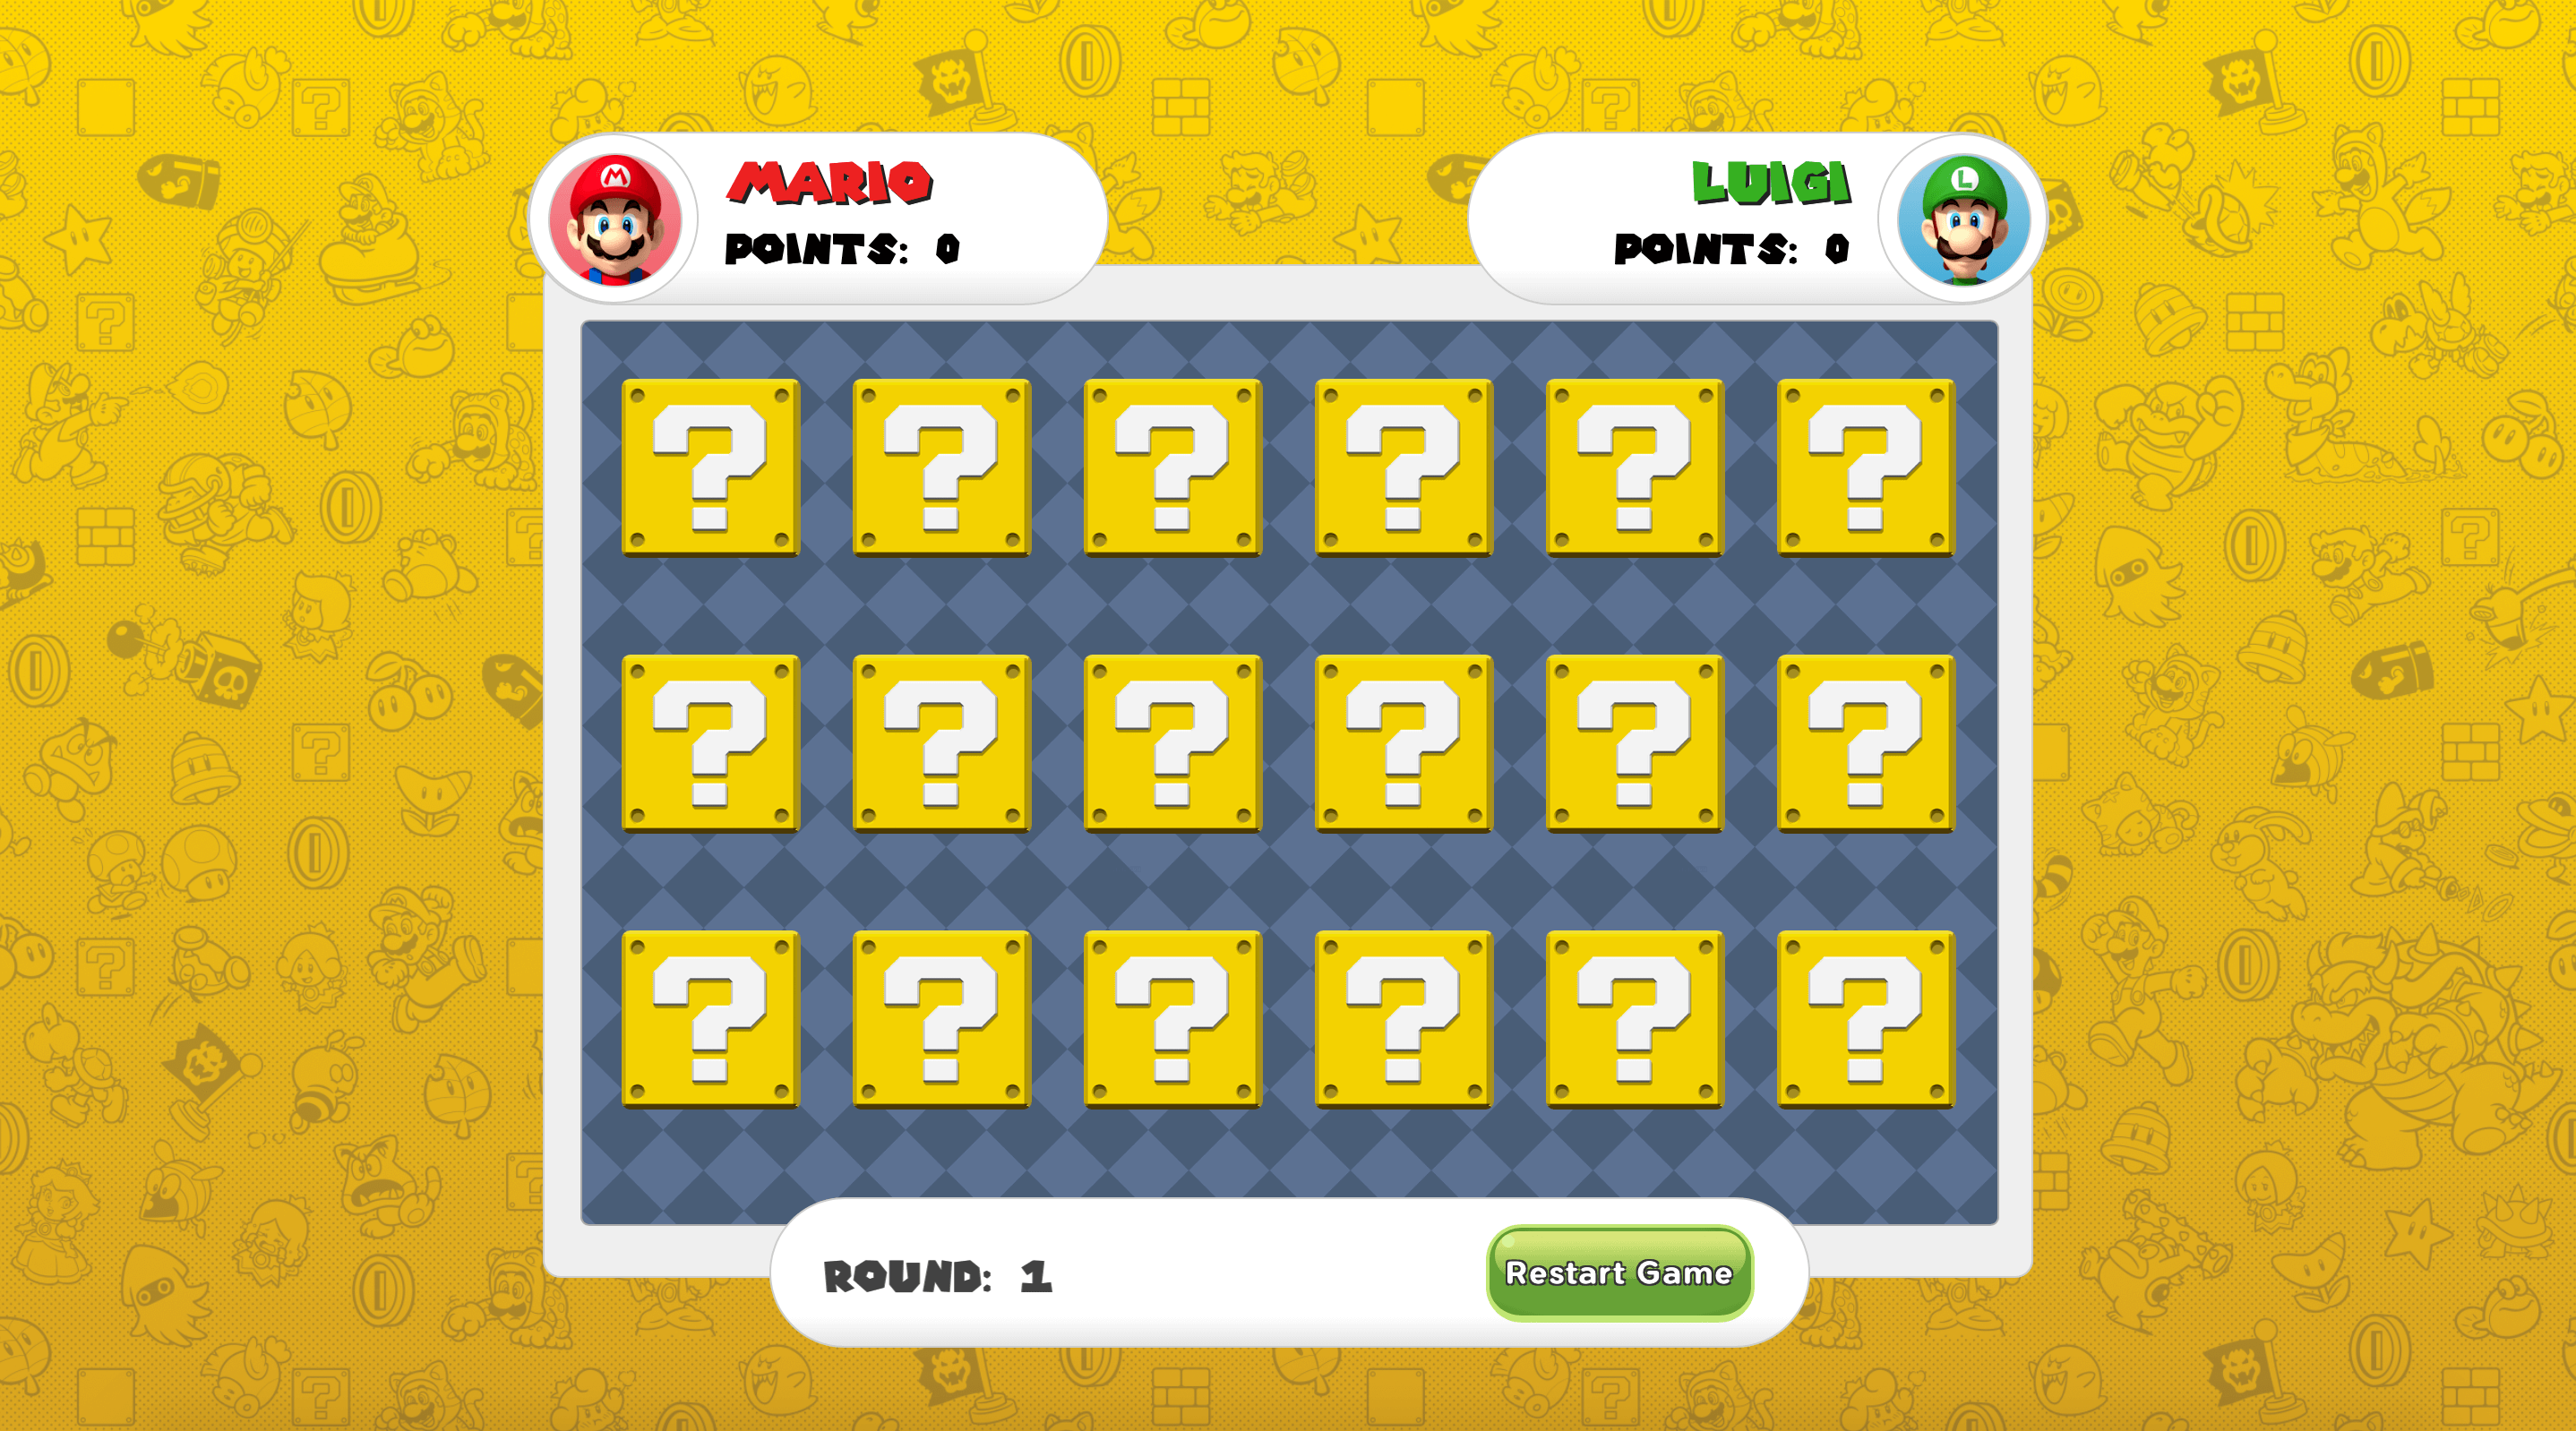 MARIO
POINTS: 0
LUIGI
POINTS: 0
? ? ? ? ? ?
? ? ? ? ? ?
? ? ? ? ? ?
ROUND: 1
Restart Game